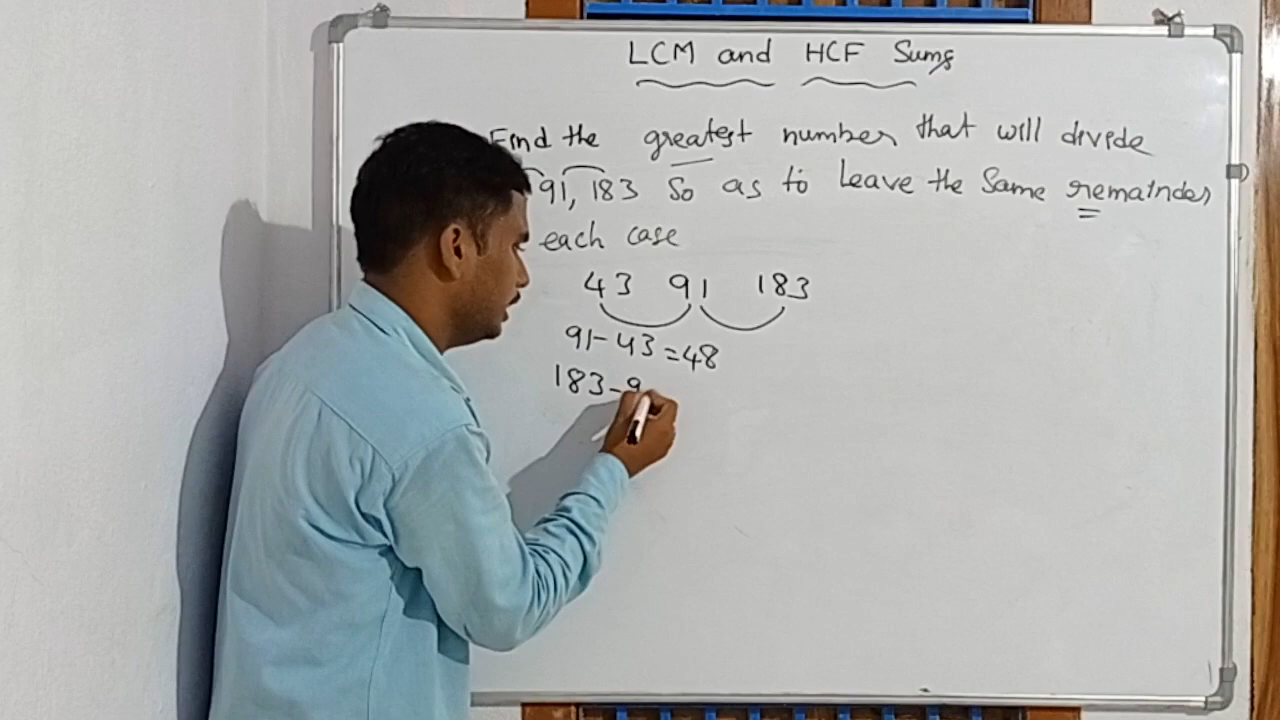 LCM and HCF Sums
Find the greatest number that will divide
91, 183 So as to leave the Same remainder
each case
43 91 183
91-43=48
183-9